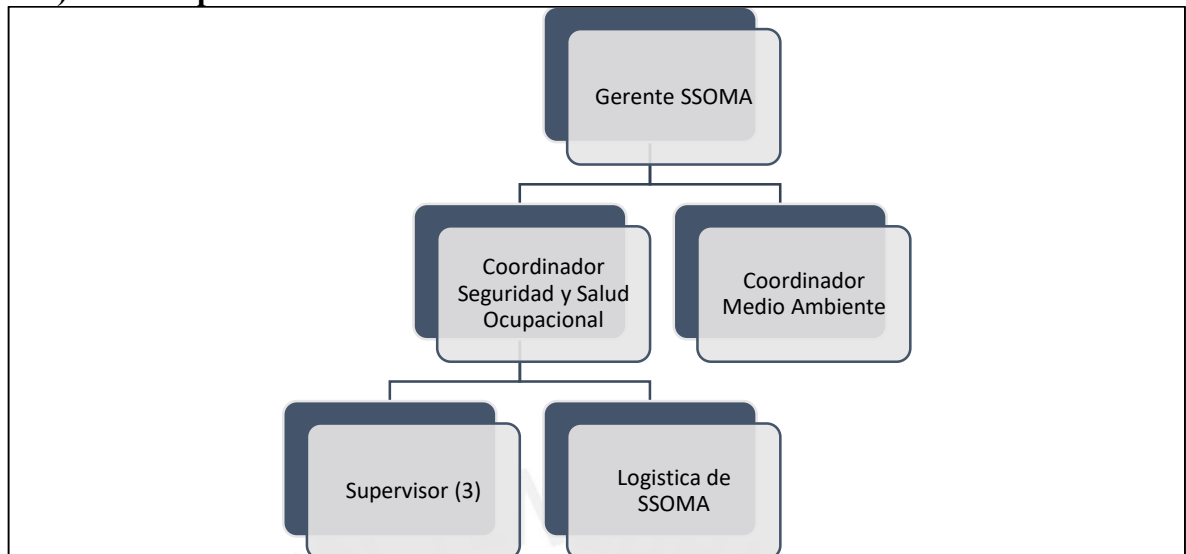 Gerente SSOMA
Coordinador
Seguridad y Salud
Ocupacional
Coordinador
Medio Ambiente
Supervisor (3)
Logistica de
SSOMA